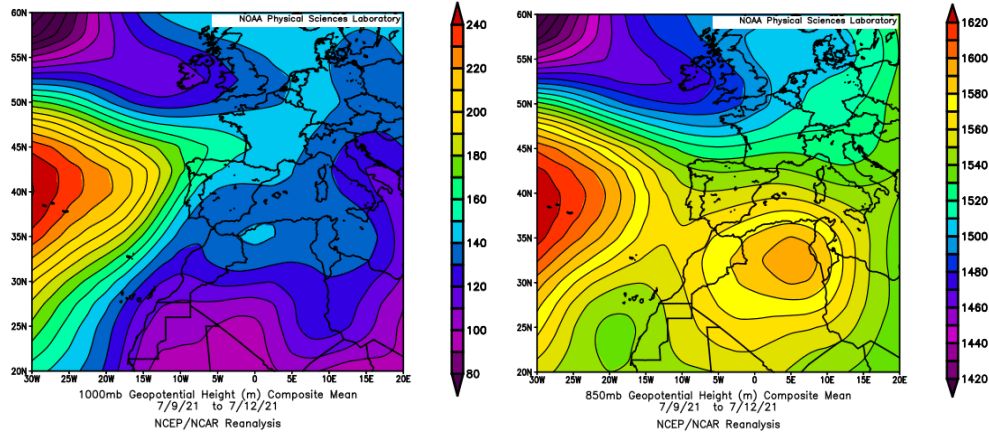 NOAA Physical Sciences Laboratory
60N
55N
50N
45N
40N
35N
30N
25N
20N
30W
25W
20W
15W
10W
5W
0
5E
10E
15E
20E
240
220
200
180
160
140
120
100
80
1000mb Geopotential Height (m) Composite Mean
7/9/21 to 7/12/21
NCEP/NCAR Reanalysis
NOAA Physical Sciences Laboratory
60N
55N
50N
45N
40N
35N
30N
25N
20N
30W
25W
20W
15W
10W
5W
0
5E
10E
15E
20E
1620
1600
1580
1560
1540
1520
1500
1480
1460
1440
1420
850mb Geopotential Height (m) Composite Mean
7/9/21 to 7/12/21
NCEP/NCAR Reanalysis